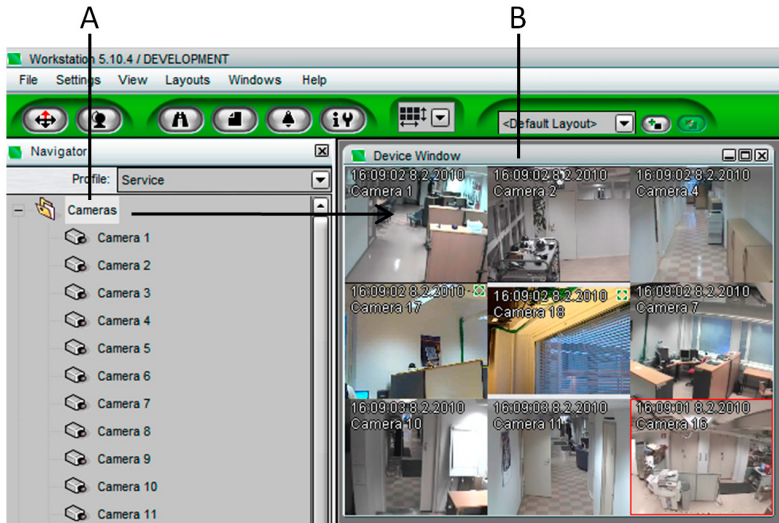 A B
Workstation 5.10.4 / DEVELOPMENT
File Settings View Layouts Windows Help
<Default Layout>
Navigator
Profile: Service
Cameras
Camera 1
Camera 2
Camera 3
Camera 4
Camera 5
Camera 6
Camera 7
Camera 8
Camera 9
Camera 10
Camera 11
Device Window
16:09:02 8.2.2010 16:09:02 8.2.2010 16:09:02 8.2.2010
Camera 1 Camera 2 Camera 4
16:09:02 8.2.2010 16:09:02 8.2.2010 16:09:02 8.2.2010
Camera 17 Camera 18 Camera 7
16:09:03 8.2.2010 16:09:03 8.2.2010 16:09:01 8.2.2010
Camera 10 Camera 11 Camera 16